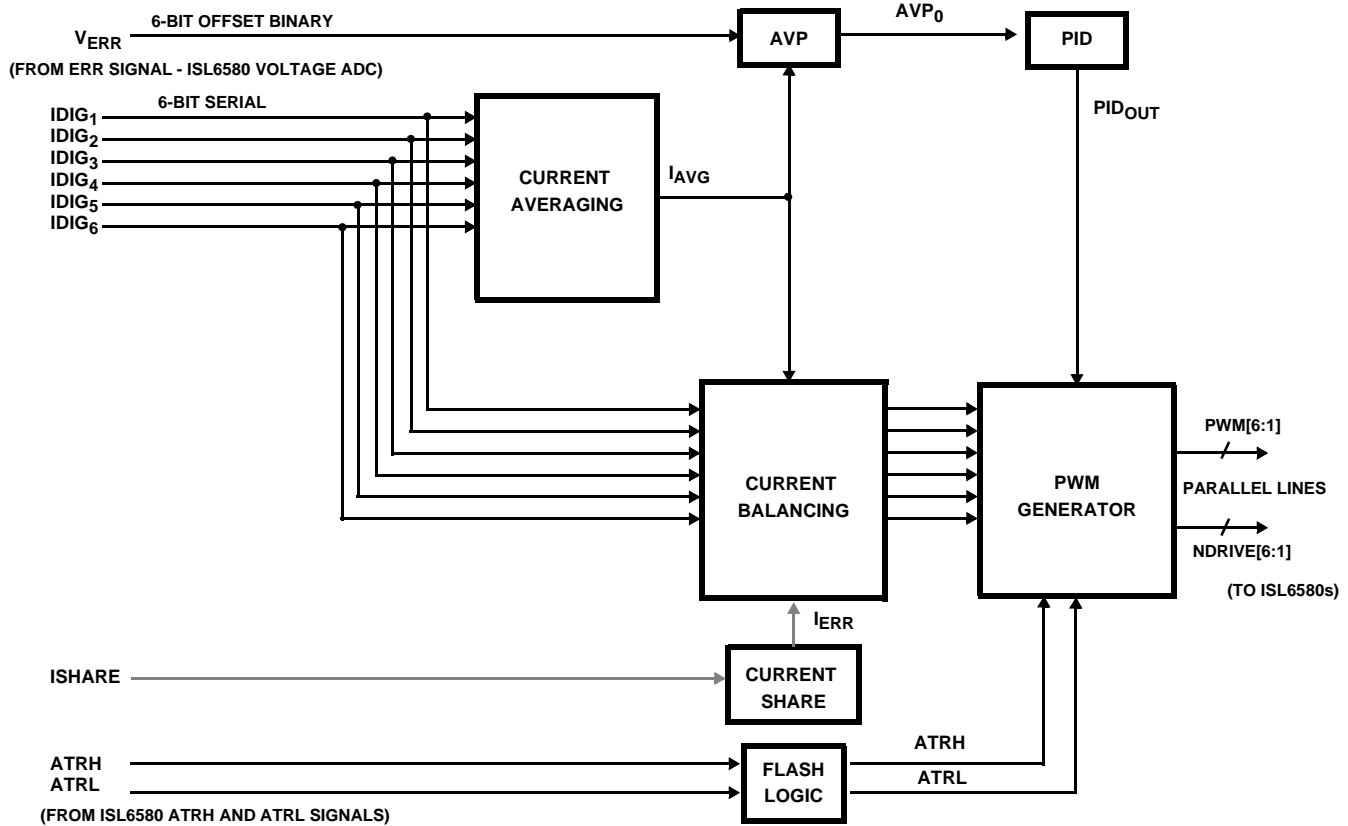 6-BIT OFFSET BINARY
VERR
(FROM ERR SIGNAL - ISL6580 VOLTAGE ADC)
AVP
AVP0
PID
6-BIT SERIAL
IDIG1
IDIG2
IDIG3
IDIG4
IDIG5
IDIG6
CURRENT
AVERAGING
IAVG
PIDOUT
CURRENT
BALANCING
PWM
GENERATOR
PWM[6:1]
PARALLEL LINES
NDRIVE[6:1]
(TO ISL6580s)
IERR
ISHARE
CURRENT
SHARE
ATRH
ATRL
(FROM ISL6580 ATRH AND ATRL SIGNALS)
FLASH
LOGIC
ATRH
ATRL